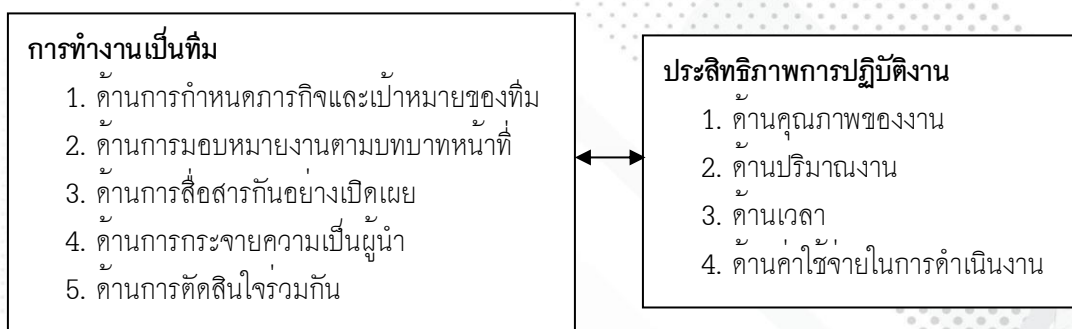 การทำงานเป็นทีม
1. ด้านการกำหนดภารกิจและเป้าหมายของทีม
2. ด้านการมอบหมายงานตามบทบาทหน้าที่
3. ด้านการสื่อสารกันอย่างเปิดเผย
4. ด้านการกระจายความเป็นผู้นำ
5. ด้านการตัดสินใจร่วมกัน
ประสิทธิภาพการปฏิบัติงาน
1. ด้านคุณภาพของงาน
2. ด้านปริมาณงาน
3. ด้านเวลา
4. ด้านค่าใช้จ่ายในการดำเนินงาน